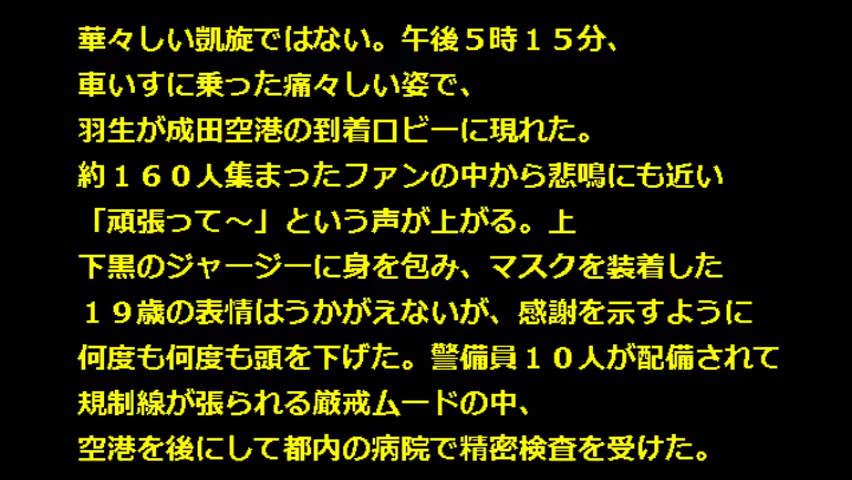 華々しい凱旋ではない。午後５時１５分、
車いすに乗った痛々しい姿で、
羽生が成田空港の到着ロビーに現れた。
約１６０人集まったファンの中から悲鳴にも近い
「頑張って～」という声が上がる。上
下黒のジャージーに身を包み、マスクを装着した
１９歳の表情はうかがえないが、感謝を示すように
何度も何度も頭を下げた。警備員１０人が配備されて
規制線が張られる厳戒ムードの中、
空港を後にして都内の病院で精密検査を受けた。